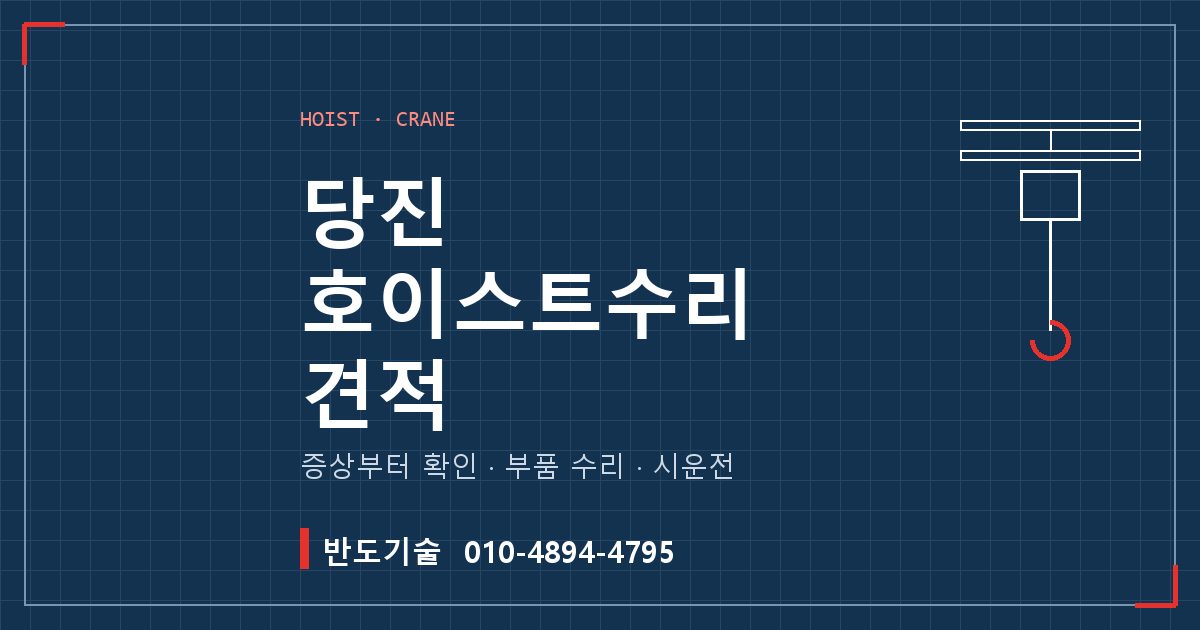 HOIST · CRANE
당진
호이스트수리
견적
증상부터 확인 · 부품 수리 · 시운전
반도기술 010-4894-4795